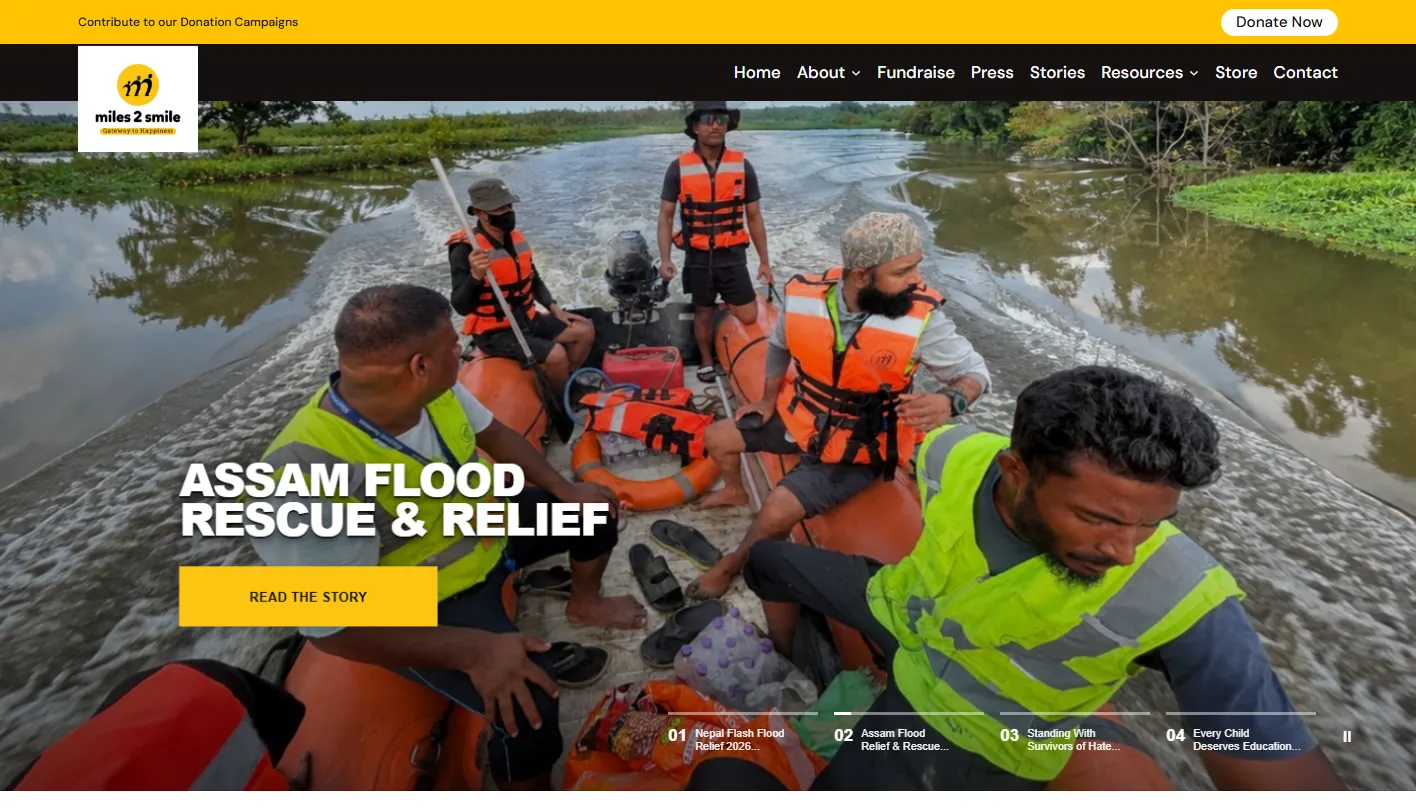 Contribute to our Donation Campaigns
Donate Now
miles 2 smile
Gateway to Happiness
Home About Fundraise Press Stories Resources Store Contact
ASSAM FLOOD
RESCUE & RELIEF
READ THE STORY
01 Nepal Flash Flood
Relief 2026...
02 Assam Flood
Relief & Rescue...
03 Standing With
Survivors of Hate...
04 Every Child
Deserves Education...